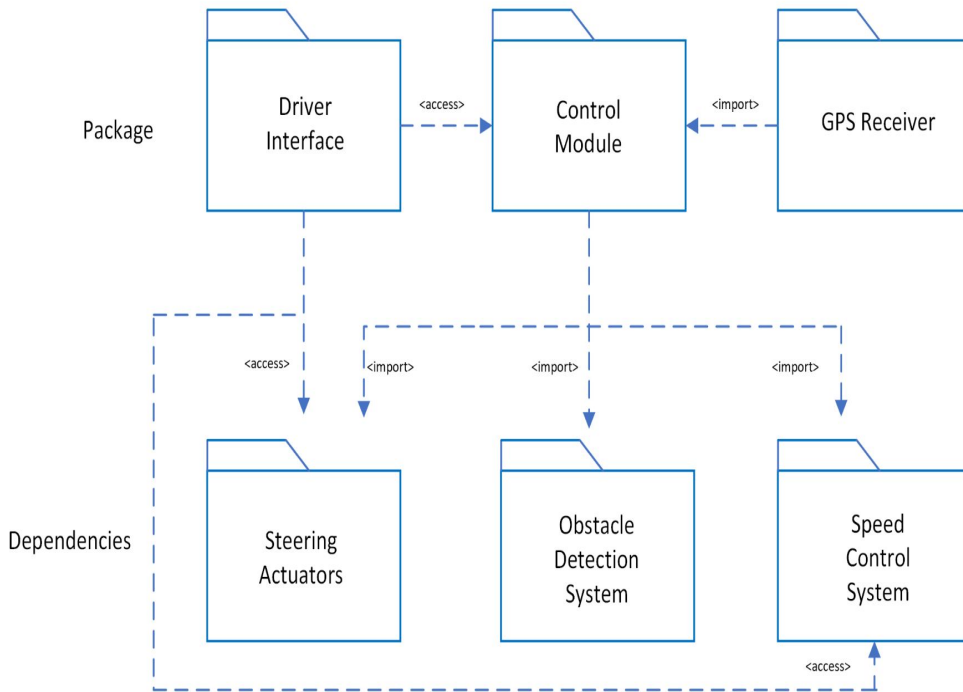 Driver
Interface
<access>
Control
Module
<import>
GPS Receiver
Package
<access>
<import>
<import>
<import>
Dependencies
Steering
Actuators
Obstacle
Detection
System
Speed
Control
System
<access>